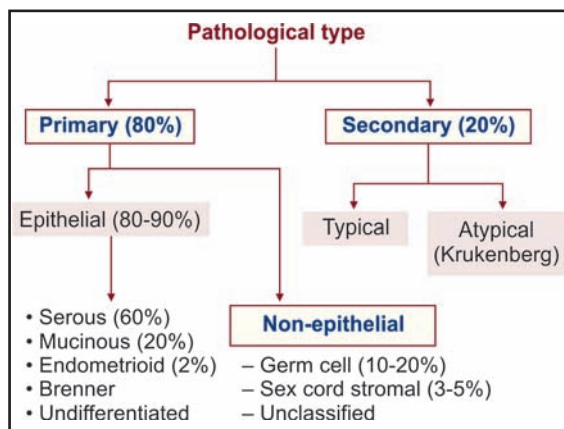 Pathological type
Primary (80%)
Secondary (20%)
Epithelial (80-90%)
Typical
Atypical
(Krukenberg)
• Serous (60%)
• Mucinous (20%)
• Endometrioid (2%)
• Brenner
• Undifferentiated
Non-epithelial
– Germ cell (10-20%)
– Sex cord stromal (3-5%)
– Unclassified